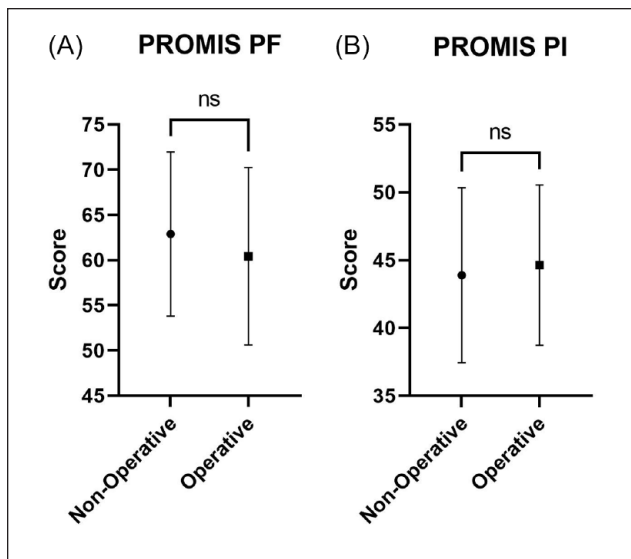 (A) PROMIS PF
ns
75
70
65
60
55
50
45
Score
Non-Operative
Operative
(B) PROMIS PI
ns
55
50
45
40
35
Score
Non-Operative
Operative